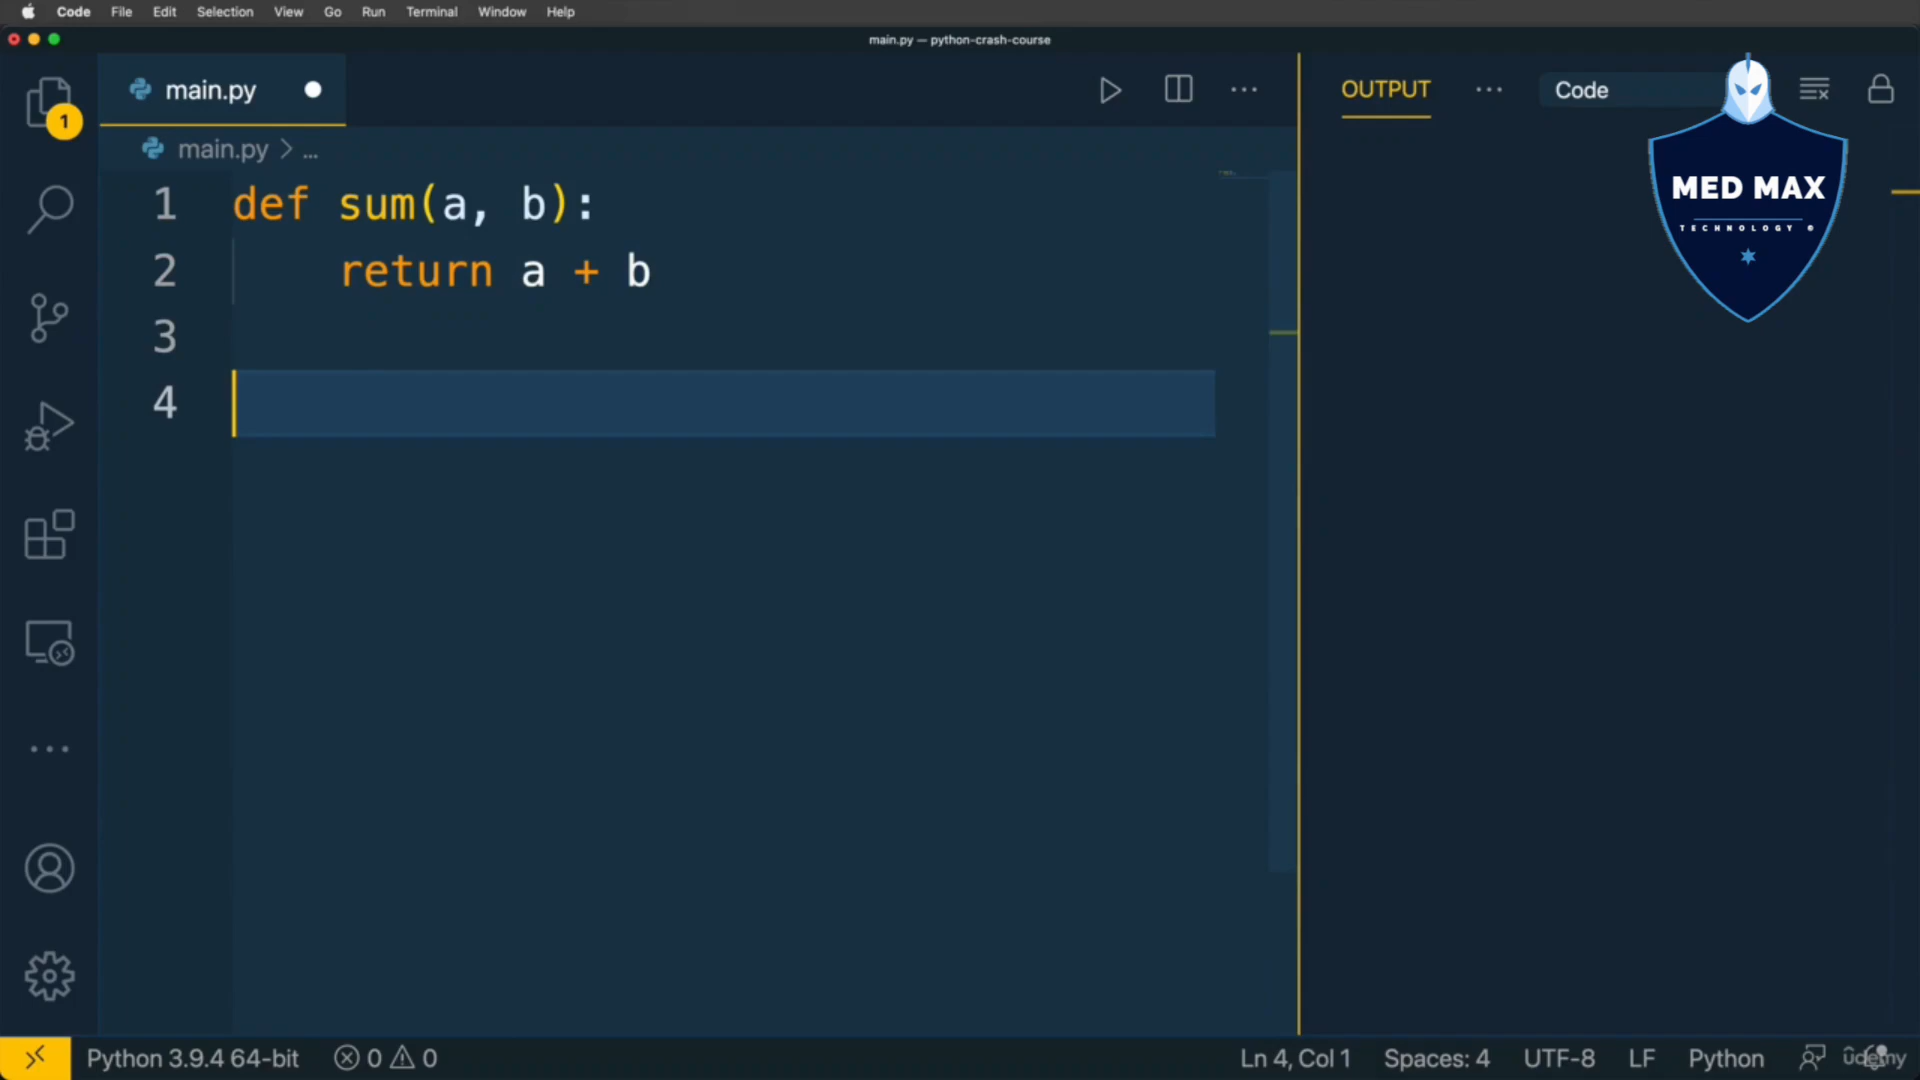 Code File Edit Selection View Go Run Terminal Window Help
main.py — python-crash-course
main.py
OUTPUT ... Code
1
main.py > ...
MED MAX
TECHNOLOGY ®
1 def sum(a, b):
2 return a + b
3
4
Python 3.9.4 64-bit 0 0 Ln 4, Col 1 Spaces: 4 UTF-8 LF Python
ûdemy